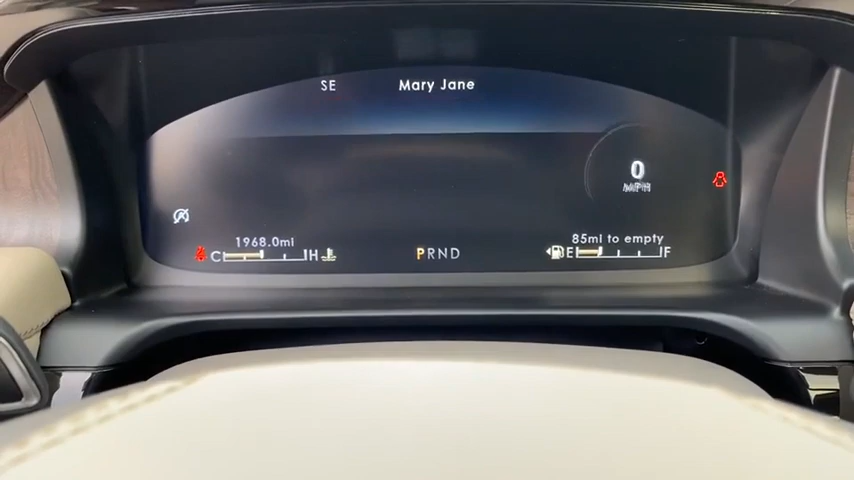 SE Mary Jane
0
MPH
1968.0mi 85mi to empty
C H PRND E F